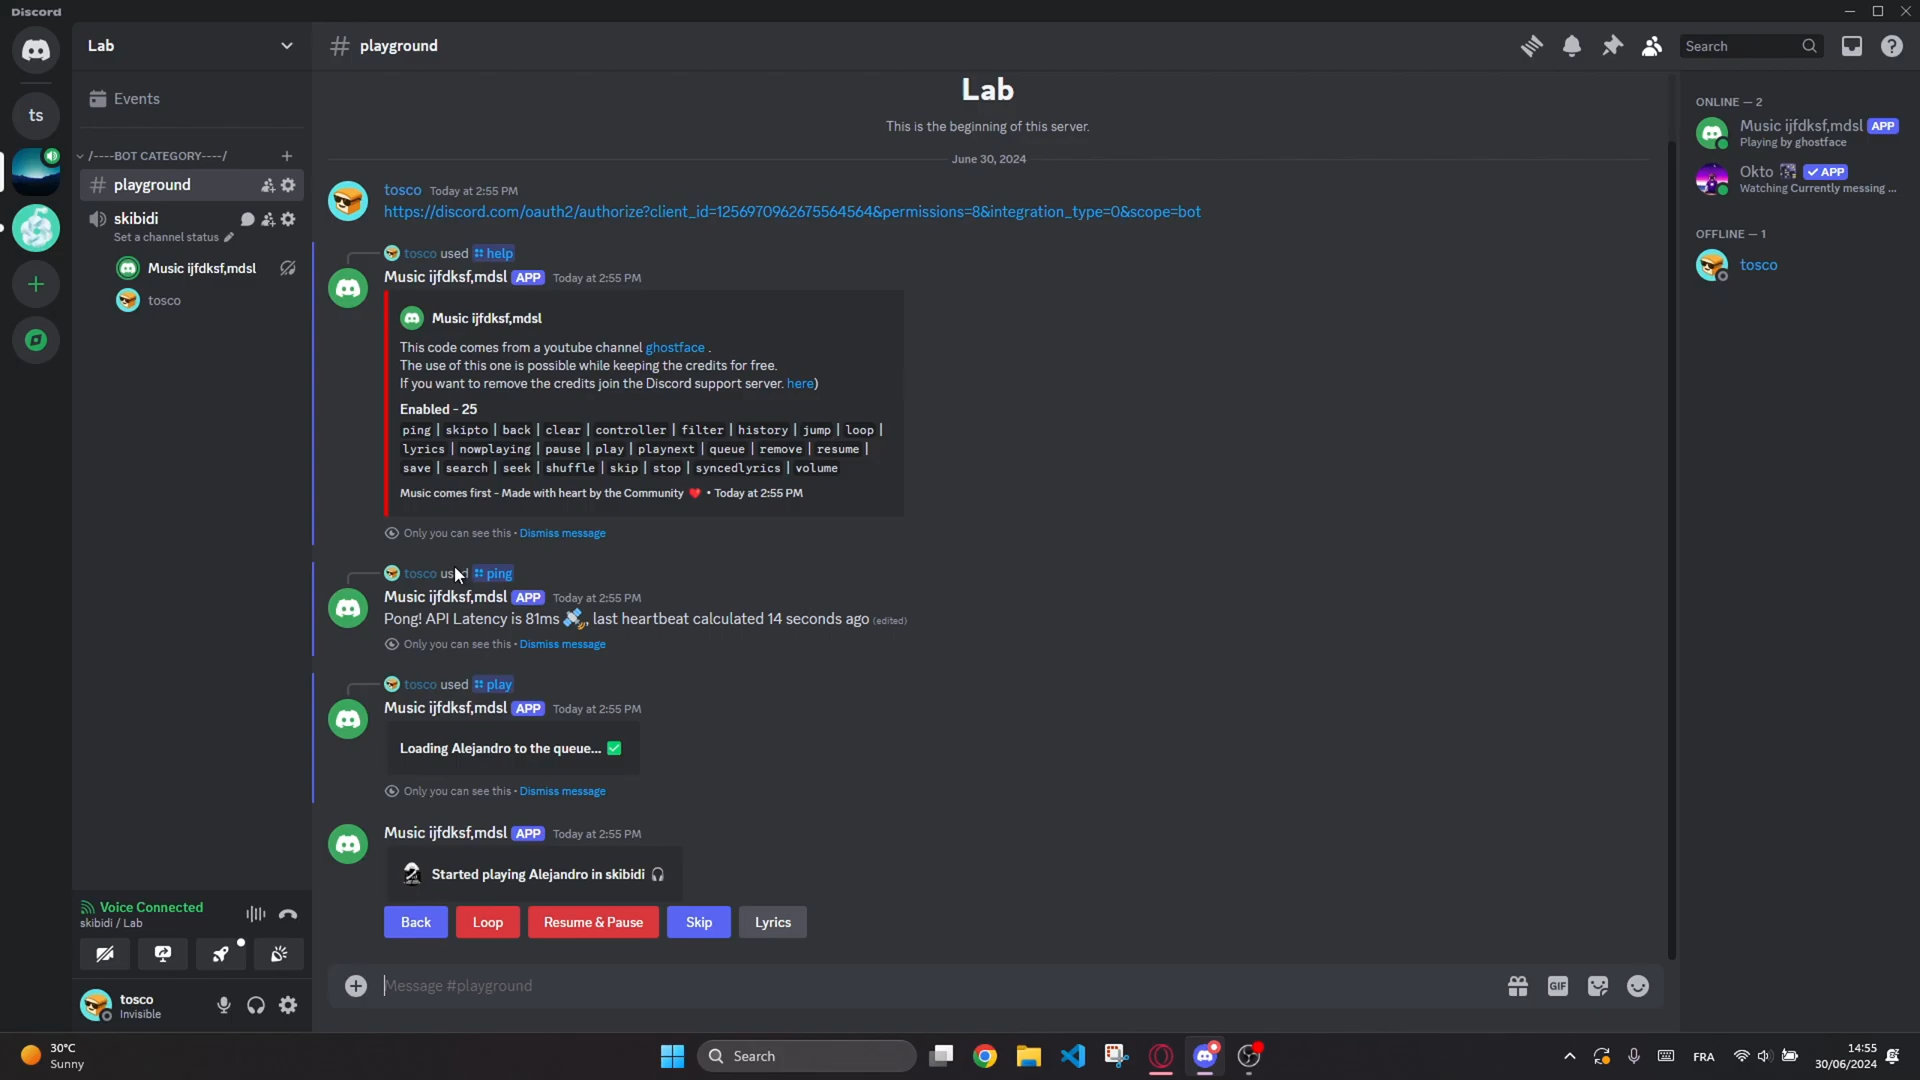 Discord
Lab
# playground
Search
Events
ts
/----BOT CATEGORY----/
playground
skibidi
Set a channel status
Music ijfdksf,mdsl
tosco
Lab
This is the beginning of this server.
June 30, 2024
tosco Today at 2:55 PM
https://discord.com/oauth2/authorize?client_id=1256970962675564564&permissions=8&integration_type=0&scope=bot
tosco used help
Music ijfdksf,mdsl APP Today at 2:55 PM
Music ijfdksf,mdsl
This code comes from a youtube channel ghostface .
The use of this one is possible while keeping the credits for free.
If you want to remove the credits join the Discord support server. here)
Enabled - 25
ping | skipto | back | clear | controller | filter | history | jump | loop |
lyrics | nowplaying | pause | play | playnext | queue | remove | resume |
save | search | seek | shuffle | skip | stop | syncedlyrics | volume
Music comes first - Made with heart by the Community ❤️ • Today at 2:55 PM
Only you can see this • Dismiss message
tosco used ping
Music ijfdksf,mdsl APP Today at 2:55 PM
Pong! API Latency is 81ms 🛰️, last heartbeat calculated 14 seconds ago (edited)
Only you can see this • Dismiss message
tosco used play
Music ijfdksf,mdsl APP Today at 2:55 PM
Loading Alejandro to the queue... ✅
Only you can see this • Dismiss message
Music ijfdksf,mdsl APP Today at 2:55 PM
Started playing Alejandro in skibidi 🎧
Back Loop Resume & Pause Skip Lyrics
Message #playground
GIF
ONLINE — 2
Music ijfdksf,mdsl APP
Playing by ghostface
Okto ✓ APP
Watching Currently messing ...
OFFLINE — 1
tosco
Voice Connected
skibidi / Lab
tosco
Invisible
30°C
Sunny
Search
FRA
14:55
30/06/2024